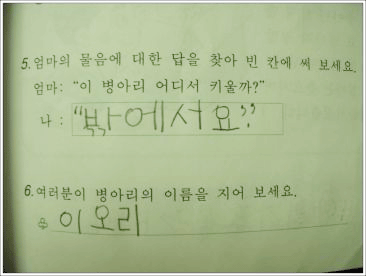 5. 엄마의 물음에 대한 답을 찾아 빈 칸에 써 보세요.
엄마: "이 병아리 어디서 키울까?"
나 : "밖에서요."
6. 여러분이 병아리의 이름을 지어 보세요.
이오리